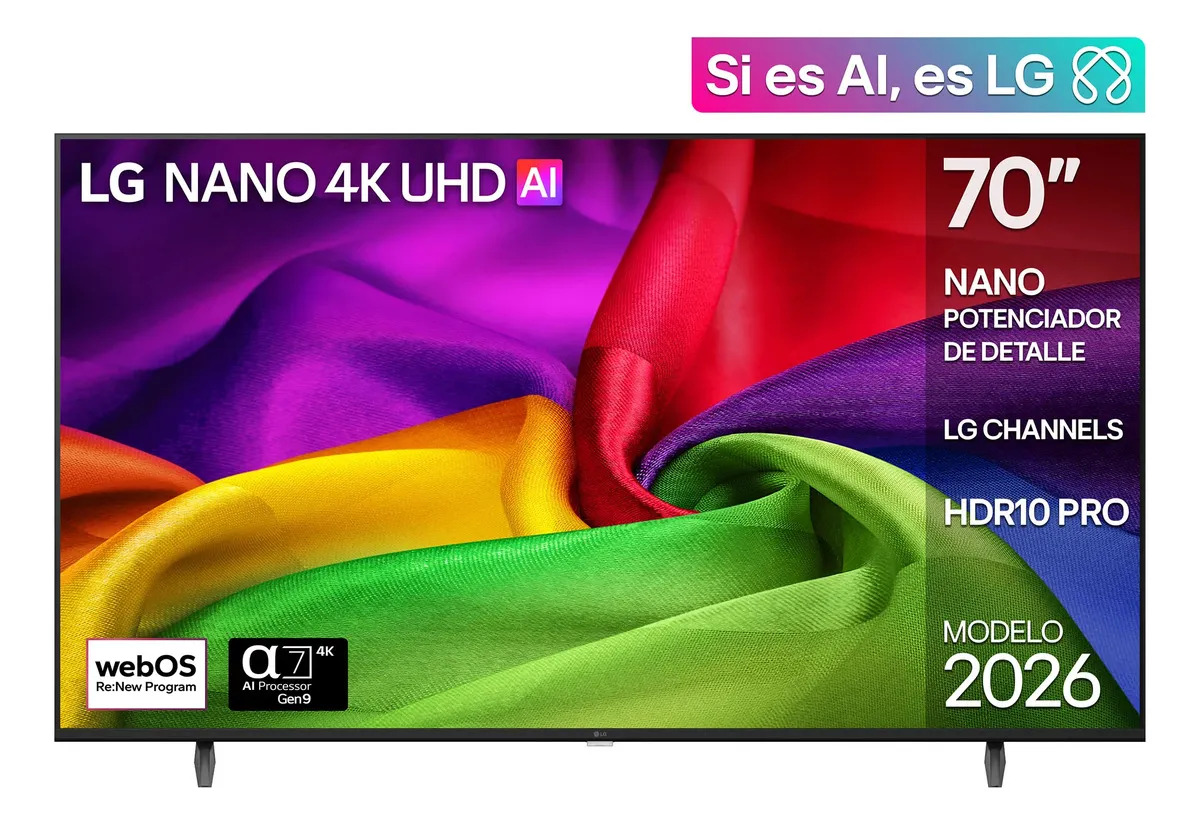 Si es AI, es LG
LG NANO 4K UHD AI
70”
NANO
POTENCIADOR
DE DETALLE
LG CHANNELS
HDR10 PRO
MODELO
2026
webOS
Re:New Program
α7 4K
AI Processor
Gen9
LG